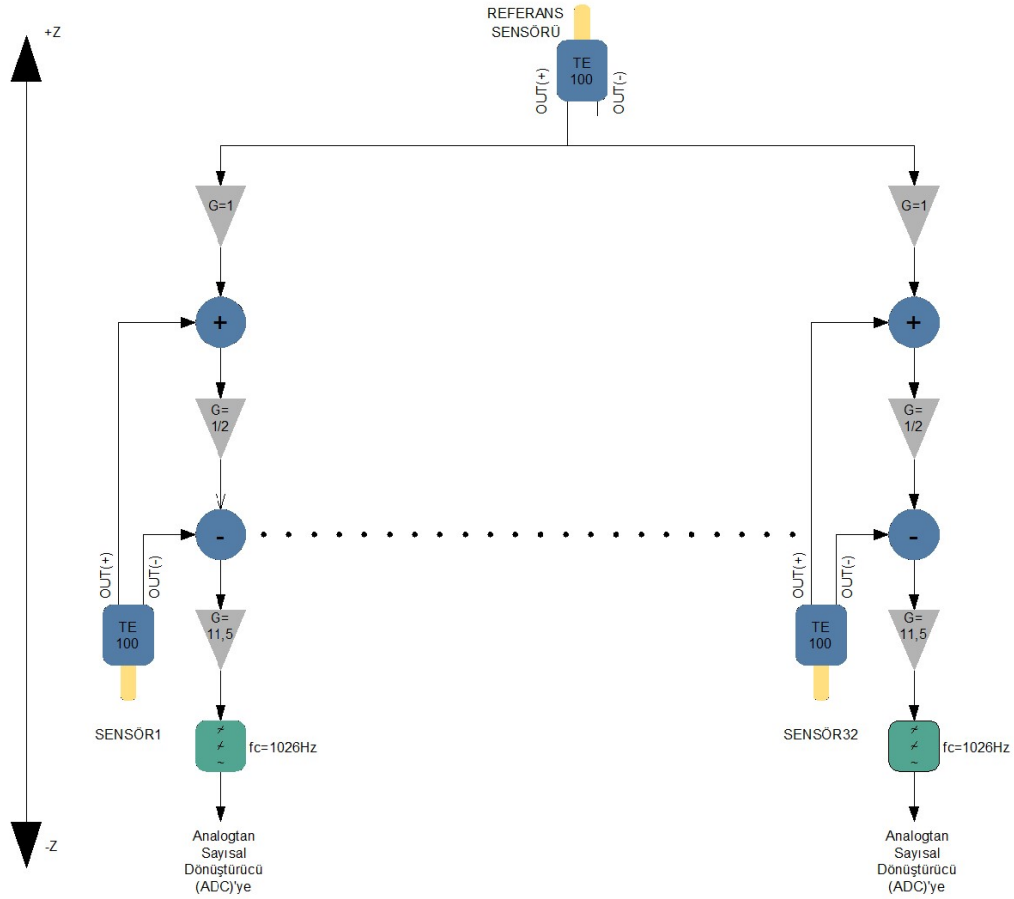 REFERANS
SENSÖRÜ
+Z
TE
100
OUT(+)
OUT(-)
G=1
G=1
+
+
G=
1/2
G=
1/2
-
-
OUT(+)
OUT(-)
OUT(+)
OUT(-)
TE
100
G=
11,5
TE
100
G=
11,5
SENSÖR1
fc=1026Hz
SENSÖR32
fc=1026Hz
-Z
Analogtan
Sayısal
Dönüştürücü
(ADC)'ye
Analogtan
Sayısal
Dönüştürücü
(ADC)'ye